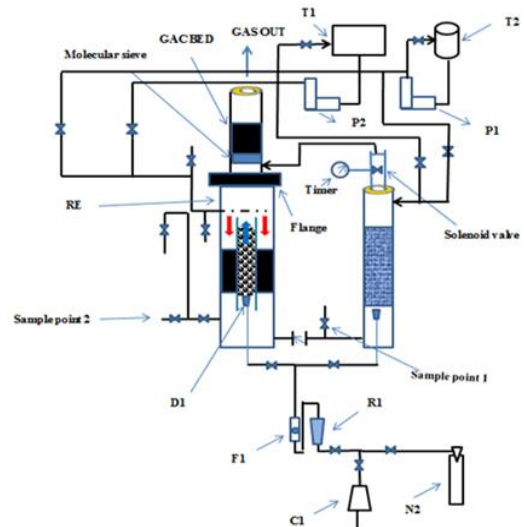 T1
T2
GAC BED
GAS OUT
Molecular sieve
P2
P1
Timer
RE
Flange
Solenoid valve
Sample point 2
Sample point 1
D1
R1
F1
N2
C1